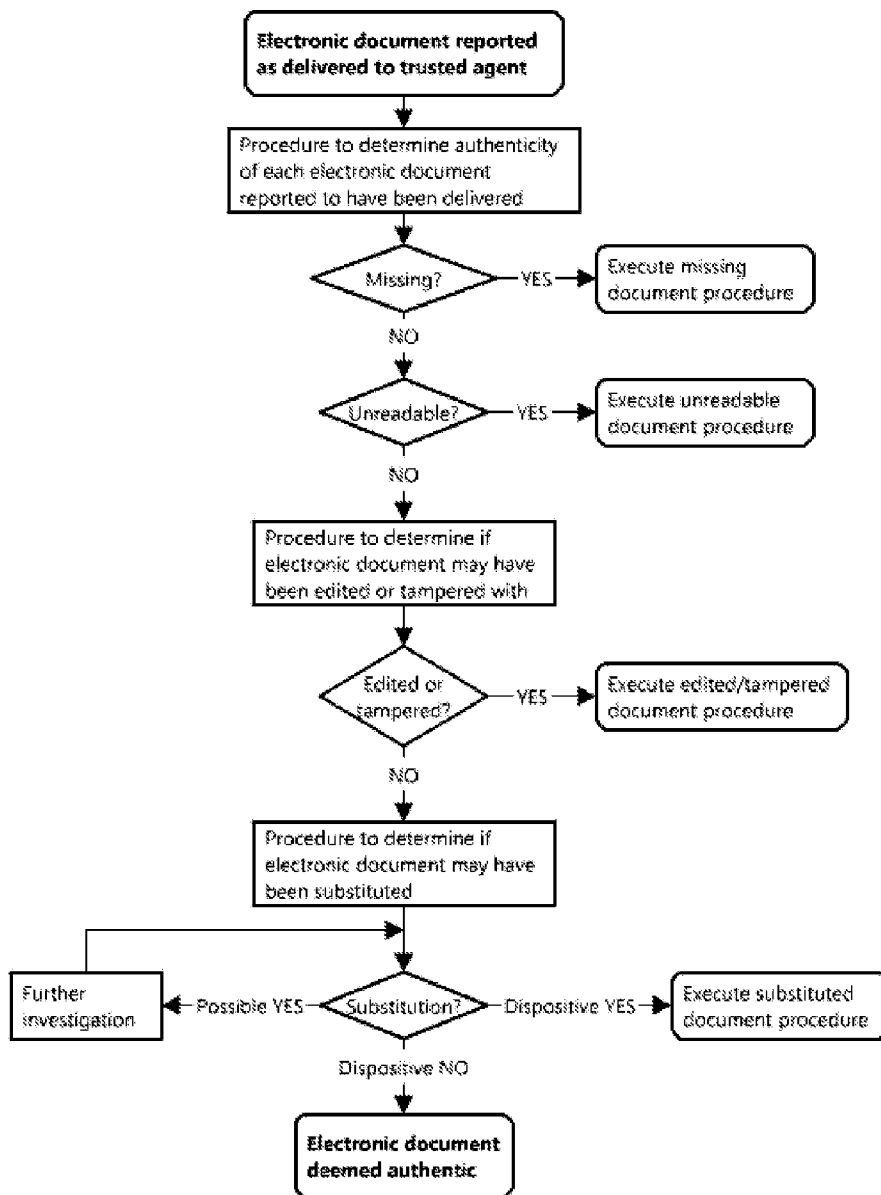 Electronic document reported
as delivered to trusted agent
Procedure to determine authenticity
of each electronic document
reported to have been delivered
Missing?
YES
Execute missing
document procedure
NO
Unreadable?
YES
Execute unreadable
document procedure
NO
Procedure to determine if
electronic document may have
been edited or tampered with
Edited or
tampered?
YES
Execute edited/tampered
document procedure
NO
Procedure to determine if
electronic document may have
been substituted
Further
investigation
Possible YES
Substitution?
Dispositive YES
Execute substituted
document procedure
Dispositive NO
Electronic document
deemed authentic